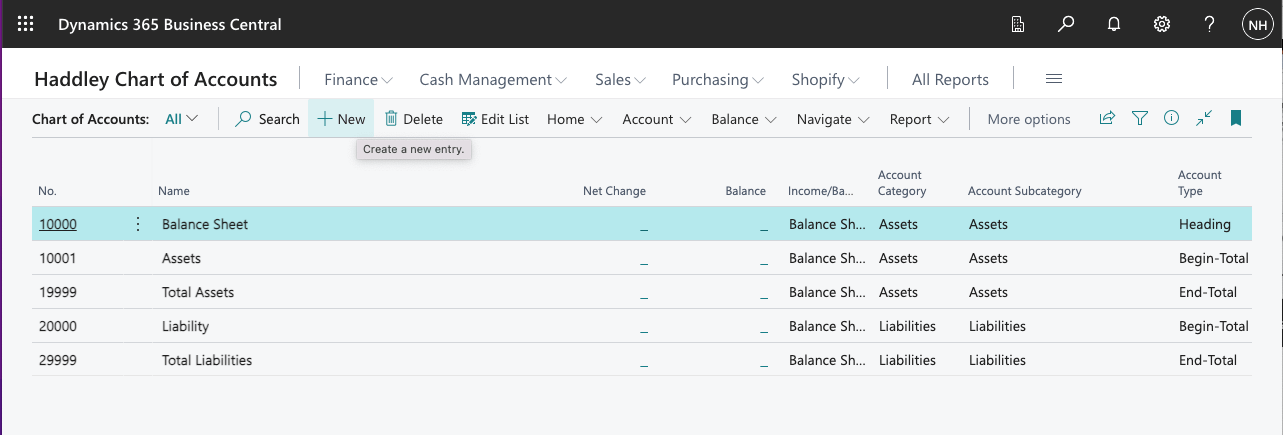 Dynamics 365 Business Central ? NH
Haddley Chart of Accounts Finance Cash Management Sales Purchasing Shopify All Reports
Chart of Accounts: All Search + New Delete Edit List Home Account Balance Navigate Report More options
Create a new entry.
No. Name Net Change Balance Income/Ba... Account Category Account Subcategory Account Type
10000 Balance Sheet _ _ Balance Sh... Assets Assets Heading
10001 Assets _ _ Balance Sh... Assets Assets Begin-Total
19999 Total Assets _ _ Balance Sh... Assets Assets End-Total
20000 Liability _ _ Balance Sh... Liabilities Liabilities Begin-Total
29999 Total Liabilities _ _ Balance Sh... Liabilities Liabilities End-Total